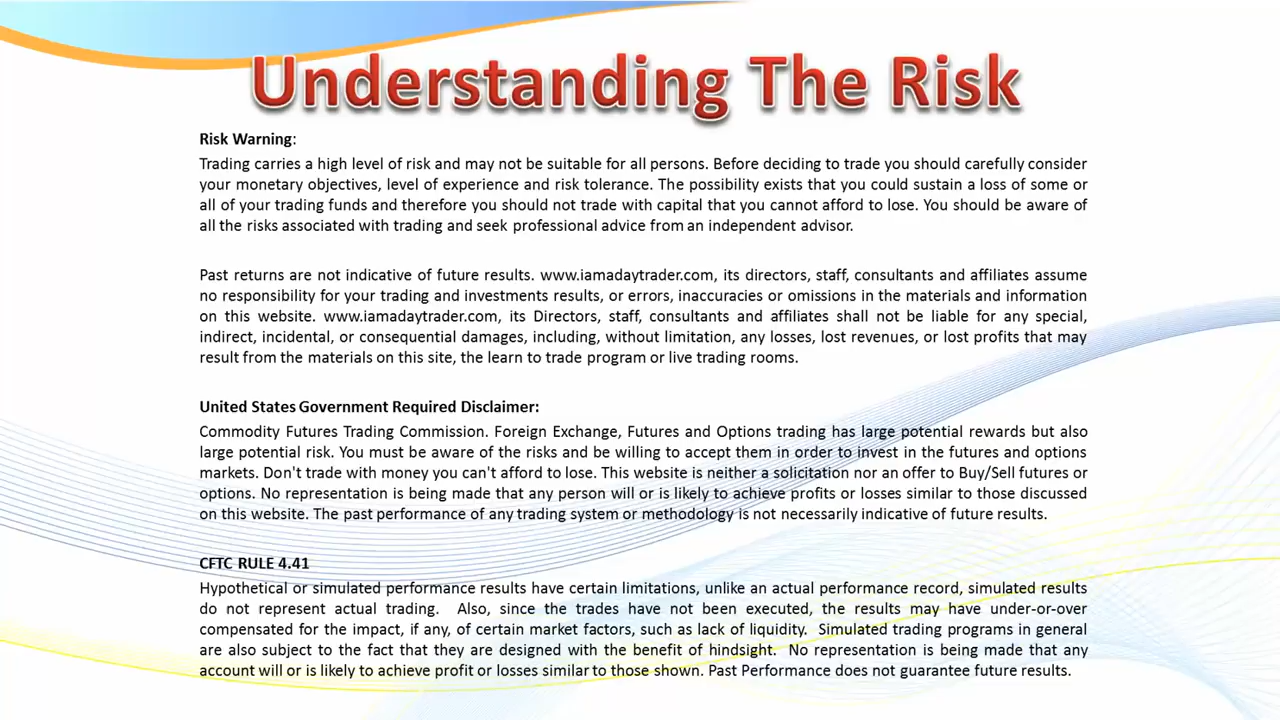 Understanding The Risk
Risk Warning:
Trading carries a high level of risk and may not be suitable for all persons. Before deciding to trade you should carefully consider
your monetary objectives, level of experience and risk tolerance. The possibility exists that you could sustain a loss of some or
all of your trading funds and therefore you should not trade with capital that you cannot afford to lose. You should be aware of
all the risks associated with trading and seek professional advice from an independent advisor.
Past returns are not indicative of future results. www.iamadaytrader.com, its directors, staff, consultants and affiliates assume
no responsibility for your trading and investments results, or errors, inaccuracies or omissions in the materials and information
on this website. www.iamadaytrader.com, its Directors, staff, consultants and affiliates shall not be liable for any special,
indirect, incidental, or consequential damages, including, without limitation, any losses, lost revenues, or lost profits that may
result from the materials on this site, the learn to trade program or live trading rooms.
United States Government Required Disclaimer:
Commodity Futures Trading Commission. Foreign Exchange, Futures and Options trading has large potential rewards but also
large potential risk. You must be aware of the risks and be willing to accept them in order to invest in the futures and options
markets. Don't trade with money you can't afford to lose. This website is neither a solicitation nor an offer to Buy/Sell futures or
options. No representation is being made that any person will or is likely to achieve profits or losses similar to those discussed
on this website. The past performance of any trading system or methodology is not necessarily indicative of future results.
CFTC RULE 4.41
Hypothetical or simulated performance results have certain limitations, unlike an actual performance record, simulated results
do not represent actual trading. Also, since the trades have not been executed, the results may have under-or-over
compensated for the impact, if any, of certain market factors, such as lack of liquidity. Simulated trading programs in general
are also subject to the fact that they are designed with the benefit of hindsight. No representation is being made that any
account will or is likely to achieve profit or losses similar to those shown. Past Performance does not guarantee future results.